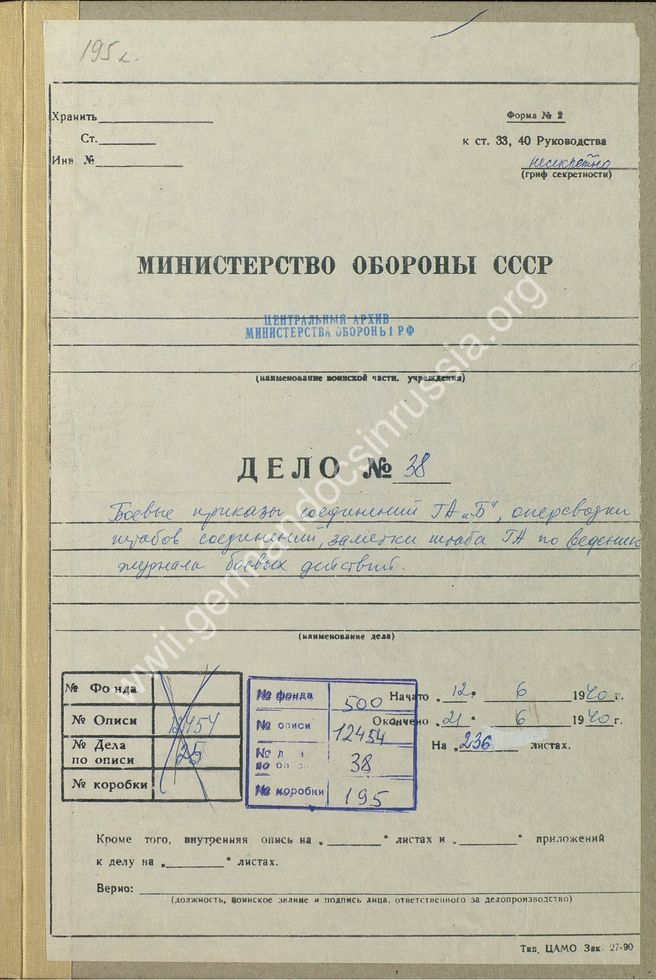 195 г.
Хранить
Форма № 2
Ст.
к ст. 33, 40 Руководства
Инв №
несекретно
(гриф секретности)
МИНИСТЕРСТВО ОБОРОНЫ СССР
ЦЕНТРАЛЬНЫЙ АРХИВ
МИНИСТЕРСТВА ОБОРОНЫ РФ
(наименование воинской части, учреждения)
ДЕЛО № 38
Боевые приказы соединений ГА „Б", оперсводки
штабов соединений, заметки штаба ГА по ведению
журнала боевых действий.
(наименование дела)
№ Фонда
№ Описи 12454
№ Дела по описи 25
№ коробки
№ фонда 500
№ описи 12454
№ д по оп 38
№ коробки 195
Начато „12" 6 1940 г.
Окончено „21" 6 1940 г.
На „236 листах.
Кроме того, внутренняя опись на „ " листах и „ " приложений
к делу на „ " листах.
Верно:
(должность, воинское звание и подпись лица, ответственного за делопроизводство)
Тип. ЦАМО Зак. 27-90
wwii.germandocsinrussia.org